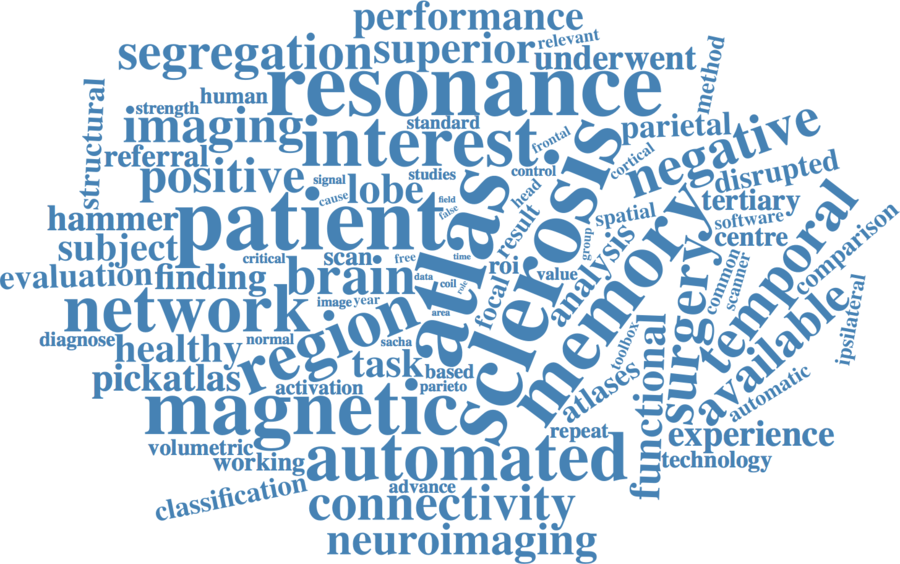 performance
segregation
superior
relevant
underwent
resonance
method
structural
strength
human
imaging
standard
interest
frontal
parietal
negative
referral
positive
signal
cause
lobe
studies
control
cortical
disrupted
hammer
patient
field
false
atlas
head
result
sclerosis
spatial
tertiary
software
centre
temporal
comparison
subject
critical
scan
free
time
group
analysis
memory
evaluation
finding
brain
data
coil
role
roi
value
focal
common
scanner
network
image
year
region
area
surgery
available
ipsilateral
diagnose
healthy
normal
sacha
toolbox
pickatlas
activation
task
based
parieto
atlases
functional
automatic
magnetic
volumetric
working
automated
repeat
experience
technology
classification
advance
connectivity
neuroimaging